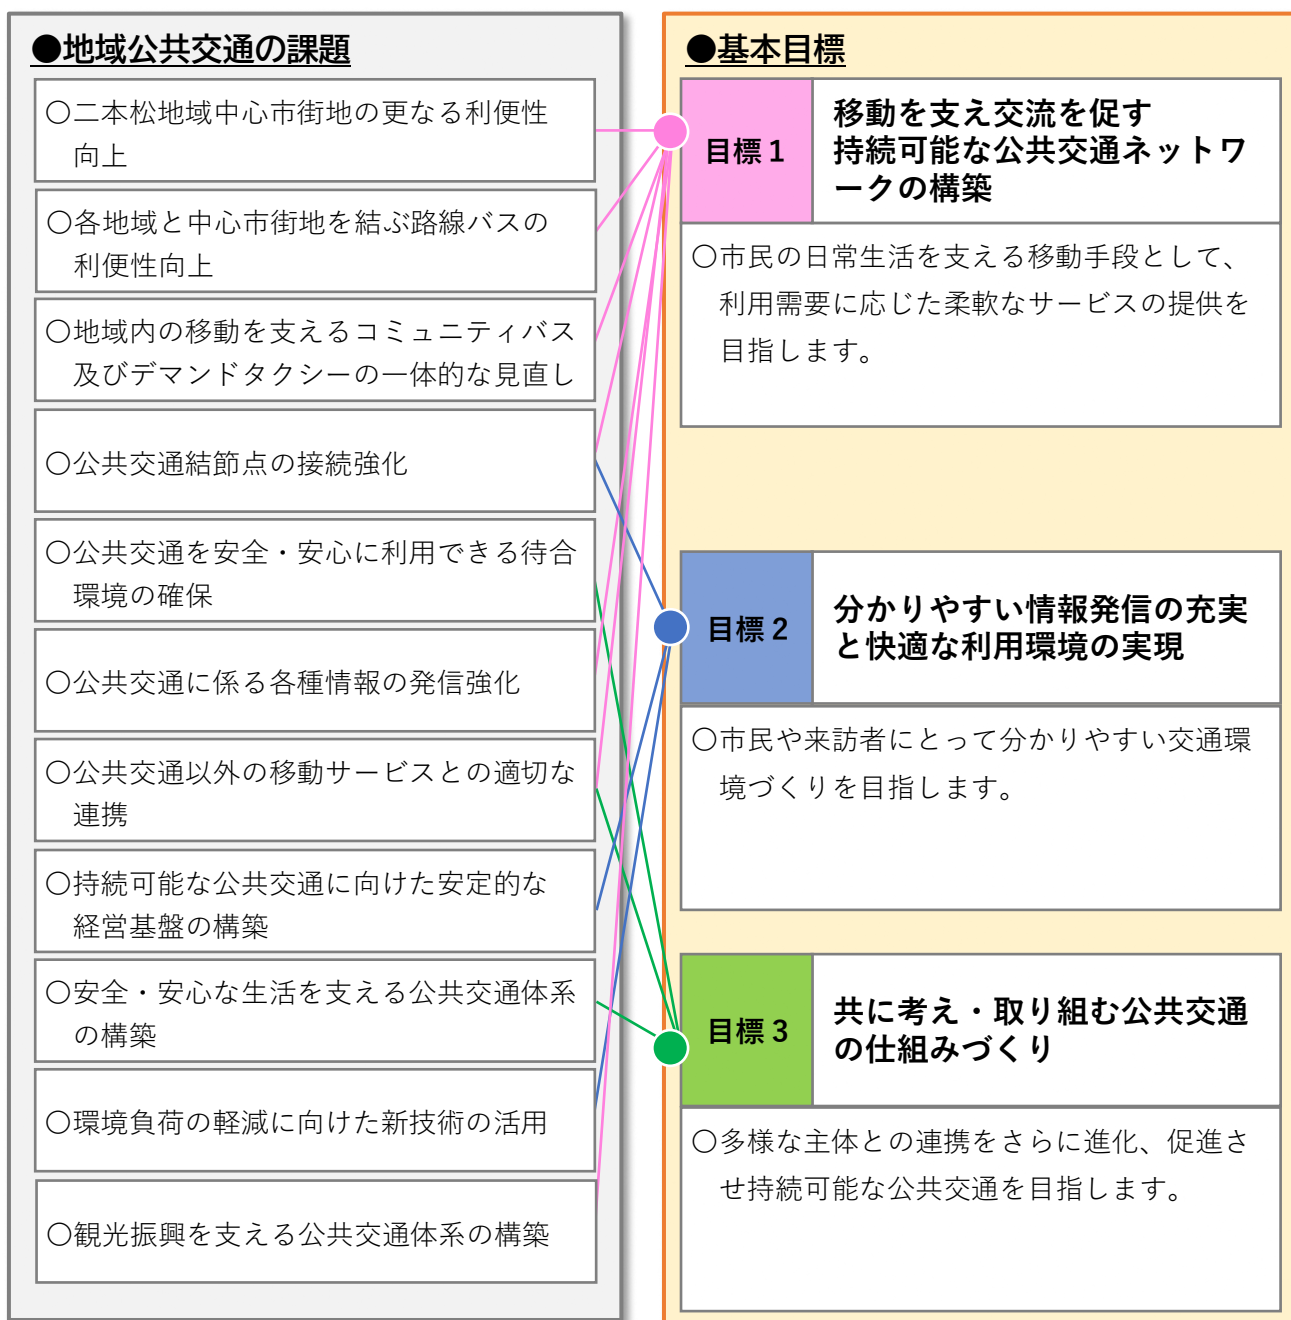 ●地域公共交通の課題
〇二本松地域中心市街地の更なる利便性
向上
〇各地域と中心市街地を結ぶ路線バスの
利便性向上
〇地域内の移動を支えるコミュニティバス
及びデマンドタクシーの一体的な見直し
〇公共交通結節点の接続強化
〇公共交通を安全・安心に利用できる待合
環境の確保
〇公共交通に係る各種情報の発信強化
〇公共交通以外の移動サービスとの適切な
連携
〇持続可能な公共交通に向けた安定的な
経営基盤の構築
〇安全・安心な生活を支える公共交通体系
の構築
〇環境負荷の軽減に向けた新技術の活用
〇観光振興を支える公共交通体系の構築
●基本目標
目標１
移動を支え交流を促す
持続可能な公共交通ネットワ
ークの構築
〇市民の日常生活を支える移動手段として、
利用需要に応じた柔軟なサービスの提供を
目指します。
目標２
分かりやすい情報発信の充実
と快適な利用環境の実現
〇市民や来訪者にとって分かりやすい交通環
境づくりを目指します。
目標３
共に考え・取り組む公共交通
の仕組みづくり
〇多様な主体との連携をさらに進化、促進さ
せ持続可能な公共交通を目指します。